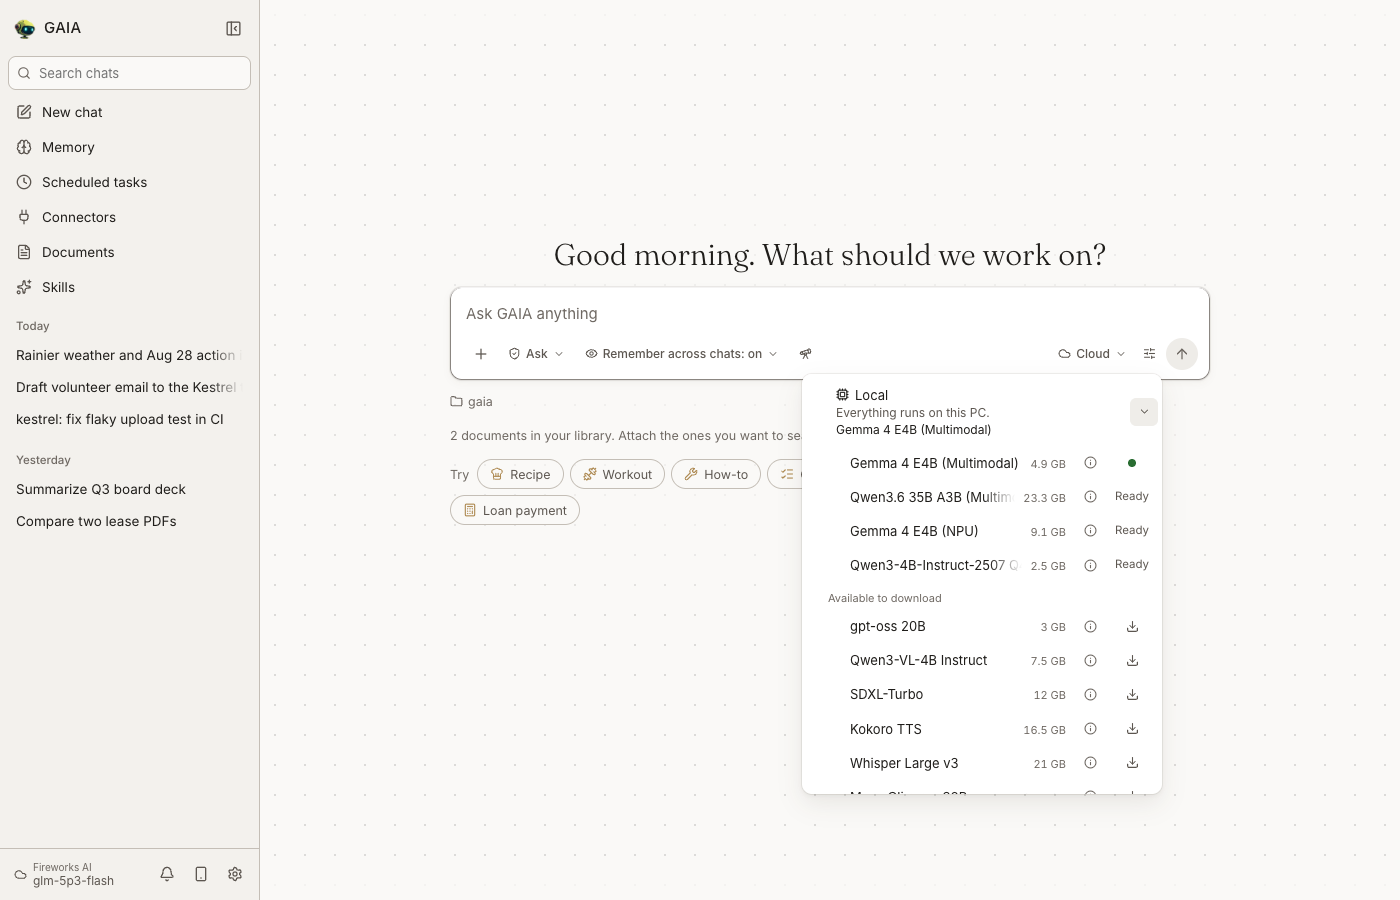 GAIA
Search chats
New chat
Memory
Scheduled tasks
Connectors
Documents
Skills
Today
Rainier weather and Aug 28 action
Draft volunteer email to the Kestrel
kestrel: fix flaky upload test in CI
Yesterday
Summarize Q3 board deck
Compare two lease PDFs
Fireworks AI
glm-5p3-flash
Good morning. What should we work on?
Ask GAIA anything
Ask
Remember across chats: on
Cloud
gaia
2 documents in your library. Attach the ones you want to
Try
Recipe
Workout
How-to
Loan payment
Local
Everything runs on this PC.
Gemma 4 E4B (Multimodal)
Gemma 4 E4B (Multimodal) 4.9 GB
Qwen3.6 35B A3B 23.3 GB Ready
Gemma 4 E4B (NPU) 9.1 GB Ready
Qwen3-4B-Instruct-2507 2.5 GB Ready
Available to download
gpt-oss 20B 3 GB
Qwen3-VL-4B Instruct 7.5 GB
SDXL-Turbo 12 GB
Kokoro TTS 16.5 GB
Whisper Large v3 21 GB